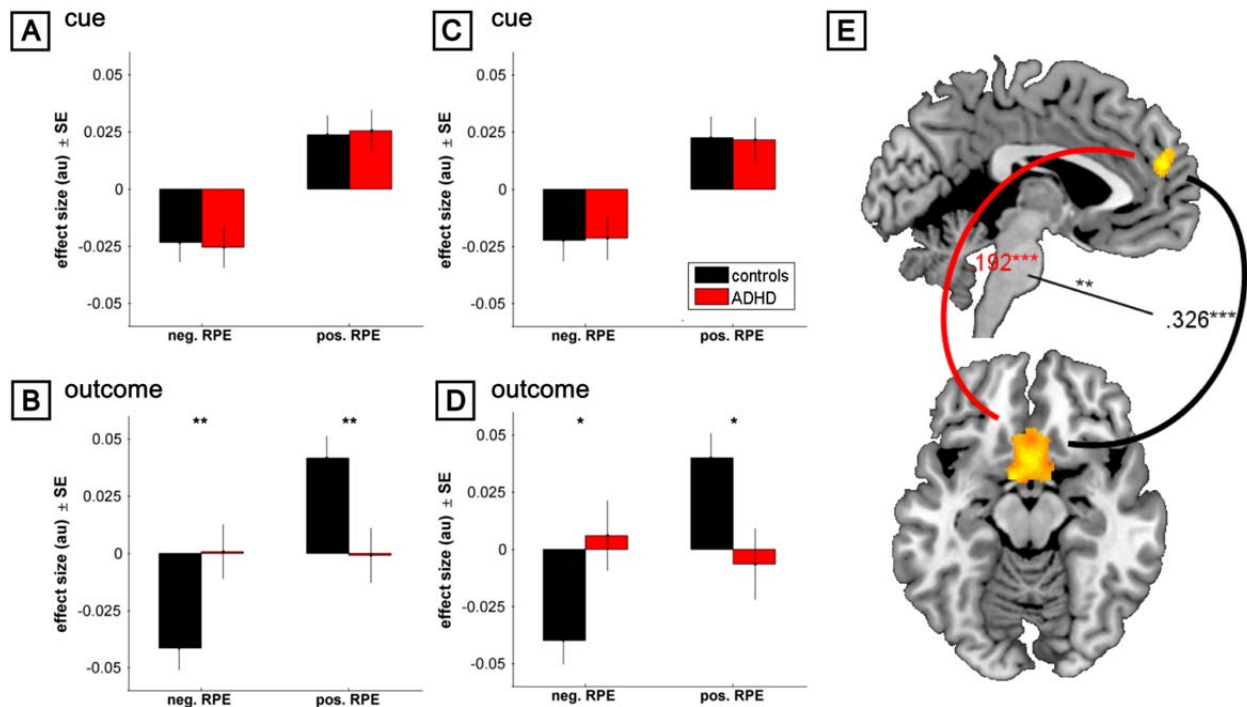 A cue
effect size (au) ± SE
0.05
0.025
0
-0.025
-0.05
neg. RPE pos. RPE
B outcome
effect size (au) ± SE
** **
0.05
0.025
0
-0.025
-0.05
neg. RPE pos. RPE
C cue
effect size (au) ± SE
0.05
0.025
0
-0.025
-0.05
controls
ADHD
neg. RPE pos. RPE
D outcome
effect size (au) ± SE
* *
0.05
0.025
0
-0.025
-0.05
neg. RPE pos. RPE
E
.192***
**
.326***